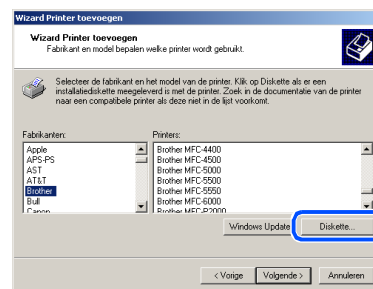 Wizard Printer toevoegen
Wizard Printer toevoegen
Fabrikant en model bepalen welke printer wordt gebruikt.
Selecteer de fabrikant en het model van de printer. Klik op Diskette als er een
installatiediskette meegeleverd is met de printer. Zoek in de documentatie van de printer
naar een compatibele printer als deze niet in de lijst voorkomt.
Fabrikanten:
Apple
APS-PS
AST
AT&T
Brother
Bull
Canon
Printers:
Brother MFC-4400
Brother MFC-4500
Brother MFC-5000
Brother MFC-5500
Brother MFC-5550
Brother MFC-6000
Brother MFC-P2000
Windows Update
Diskette...
< Vorige
Volgende >
Annuleren